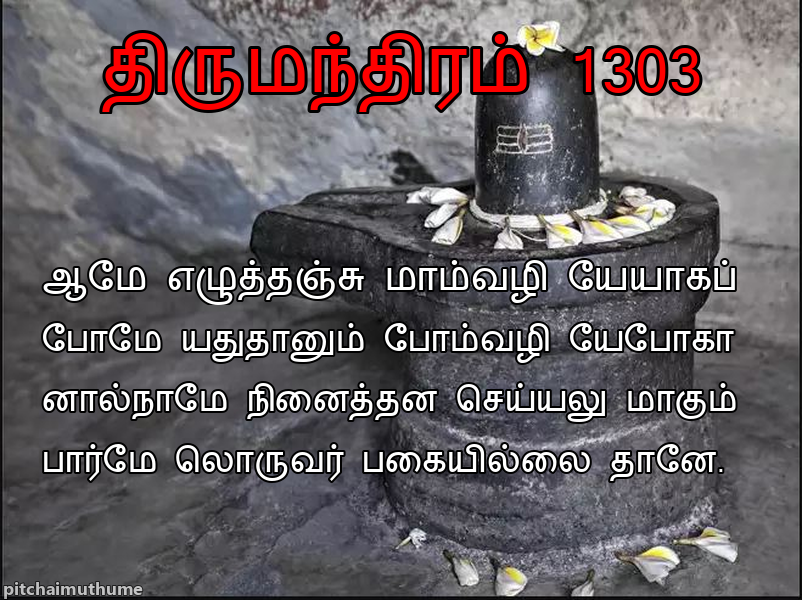 திருமந்திரம் 1303
ஆமே எழுத்தஞ்சு மாம்வழி யேயாகப்
போமே யதுதானும் போம்வழி யேபோகா
னால்நாமே நினைத்தன செய்யலு மாகும்
பார்மே லொருவர் பகையில்லை தானே.
pitchaimuthume